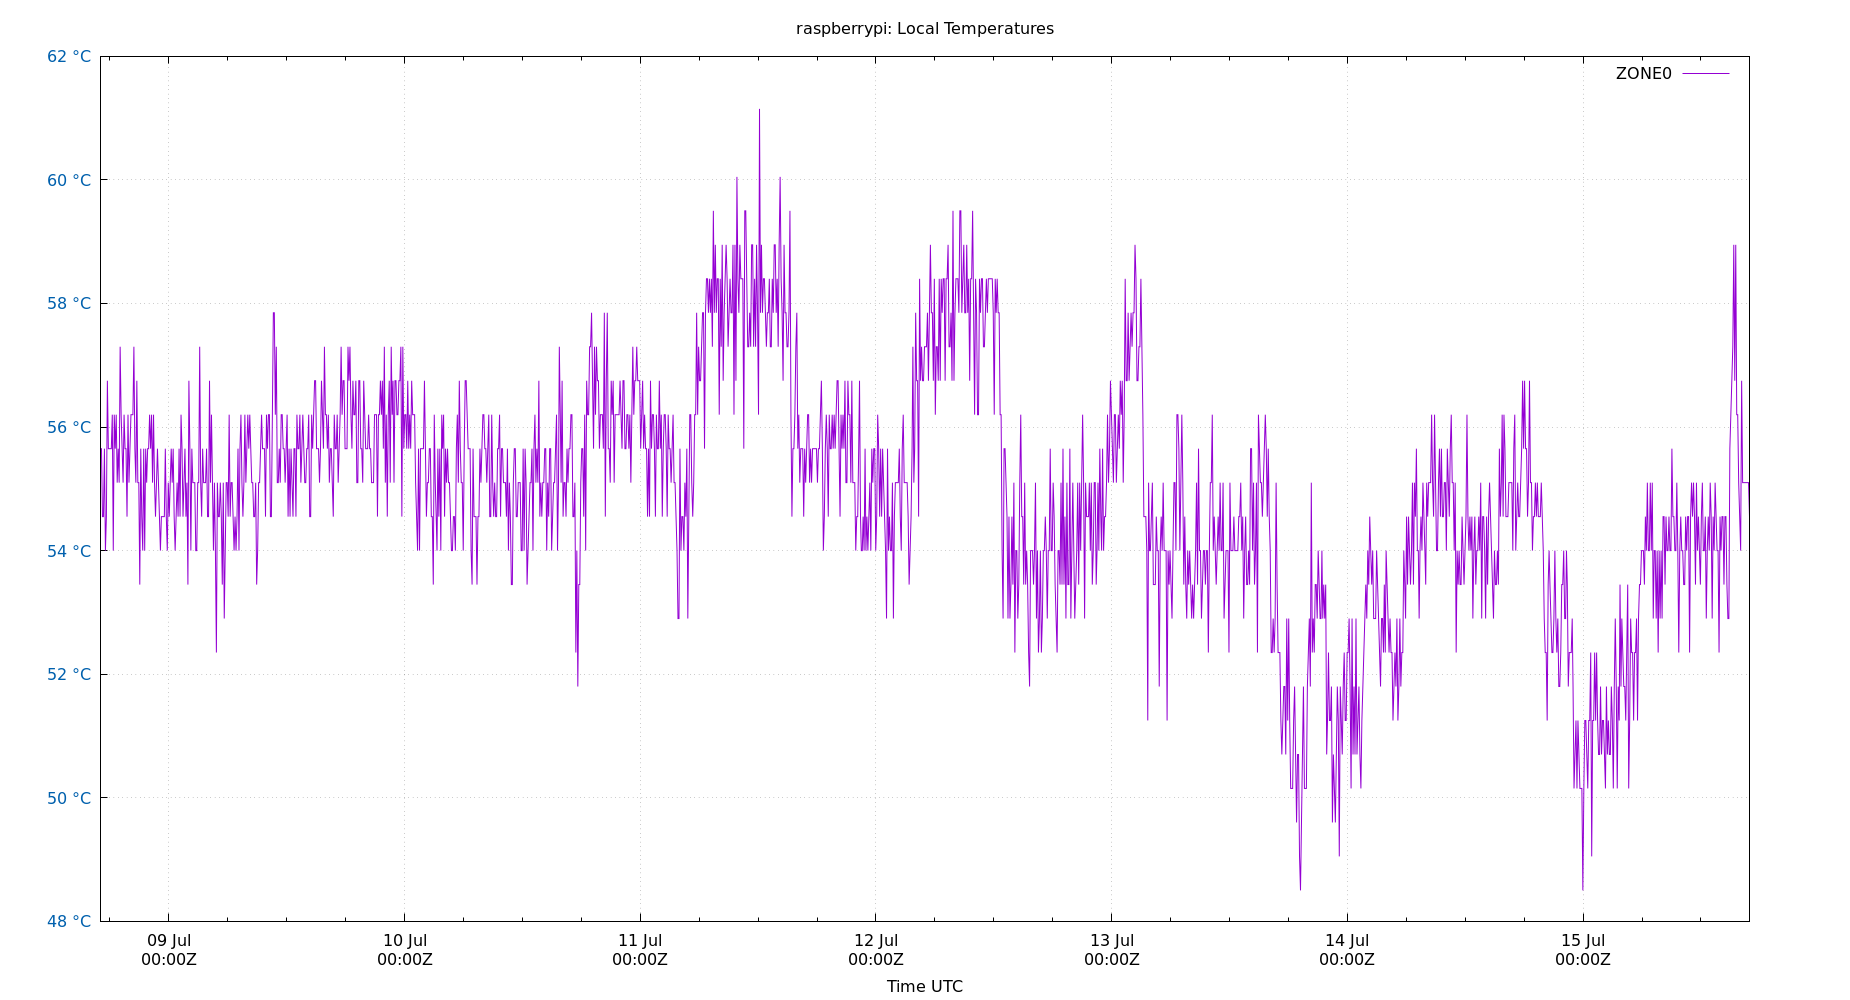 raspberrypi: Local Temperatures
62 °C
ZONE0
60 °C
58 °C
56 °C
54 °C
52 °C
50 °C
48 °C
09 Jul 10 Jul 11 Jul 12 Jul 13 Jul 14 Jul 15 Jul
00:00Z 00:00Z 00:00Z 00:00Z 00:00Z 00:00Z 00:00Z
Time UTC